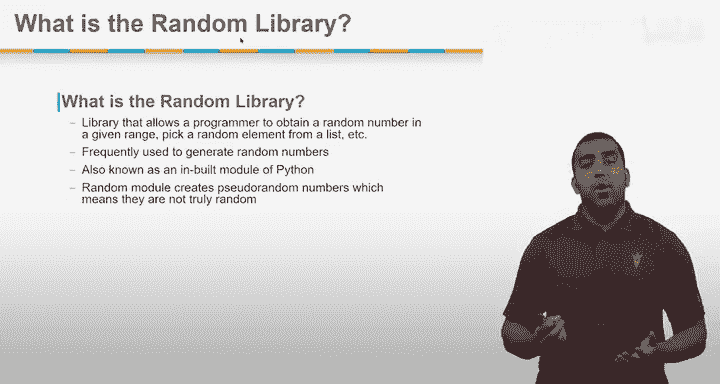 What is the Random Library?
What is the Random Library?
– Library that allows a programmer to obtain a random number in
a given range, pick a random element from a list, etc.
– Frequently used to generate random numbers
– Also known as an in-built module of Python
– Random module creates pseudorandom numbers which
means they are not truly random